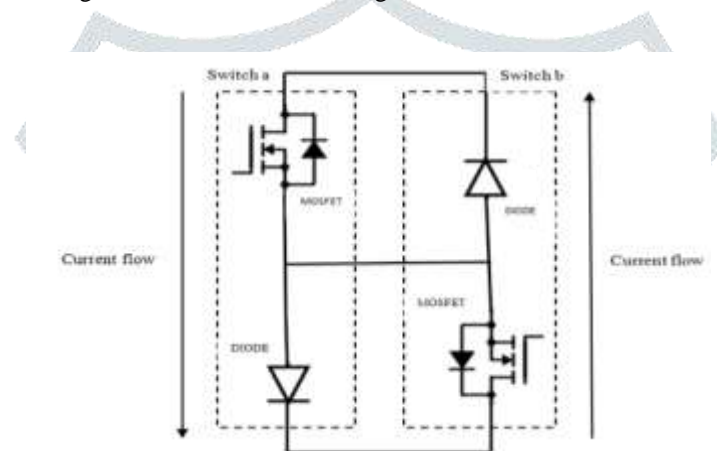 Switch a
Switch b
MOSFET
DIODE
Current flow
Current flow
MOSFET
DIODE